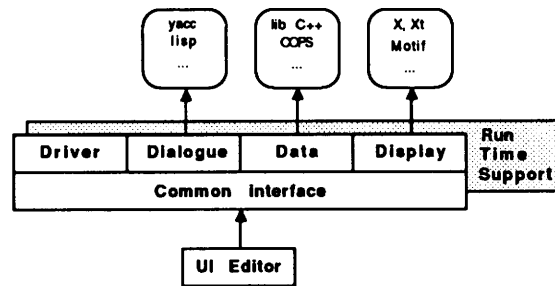 yacc
lisp
...
lib C++
COPS
...
X, Xt
Motif
...
Driver
Dialogue
Data
Display
Run
Time
Support
Common interface
UI Editor